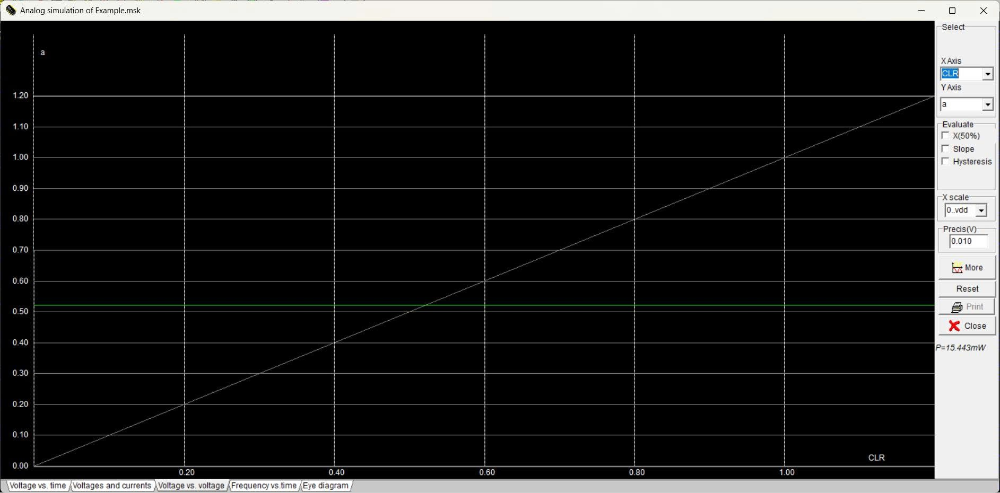 Analog simulation of Example.msk
a
1.20
1.10
1.00
0.90
0.80
0.70
0.60
0.50
0.40
0.30
0.20
0.10
0.00
CLR
0.20 0.40 0.60 0.80 1.00
Select
X Axis
CLR
Y Axis
a
Evaluate
X(50%)
Slope
Hysteresis
X scale
0..vdd
Precis(V)
0.010
More
Reset
Print
Close
P=15.443mW
Voltage vs. time Voltages and currents Voltage vs. voltage Frequency vs.time Eye diagram